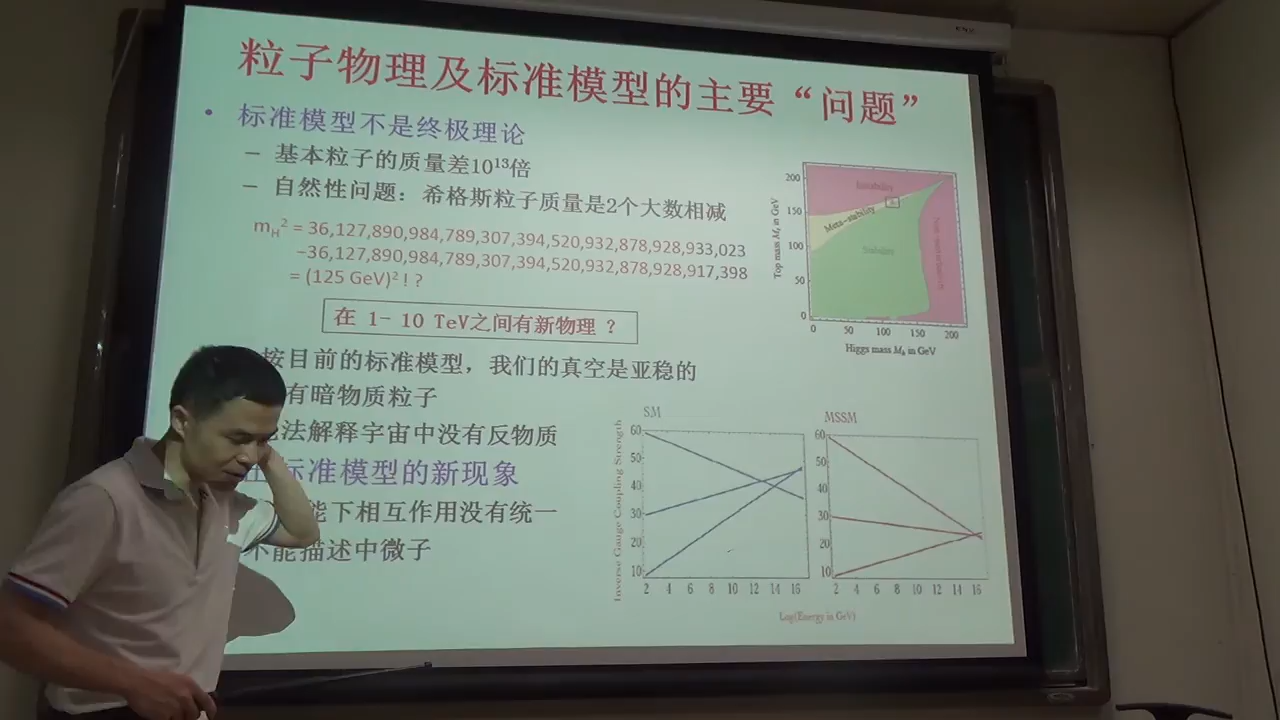 粒子物理及标准模型的主要“问题”
• 标准模型不是终极理论
– 基本粒子的质量差10¹³倍
– 自然性问题：希格斯粒子质量是2个大数相减
mH² = 36,127,890,984,789,307,394,520,932,878,928,933,023
−36,127,890,984,789,307,394,520,932,878,928,917,398
= (125 GeV)² ! ?
在 1- 10 TeV之间有新物理 ?
按目前的标准模型，我们的真空是亚稳的
有暗物质粒子
法解释宇宙中没有反物质
标准模型的新现象
能下相互作用没有统一
不能描述中微子
200
150
100
50
0
0 50 100 150 200
Top mass Mt in GeV
Higgs mass Mh in GeV
Instability
Meta-stability
Stability
SM
60
50
40
30
20
10
2 4 6 8 10 12 14 16
Inverse Gauge Coupling Strength
MSSM
60
50
40
30
20
10
2 4 6 8 10 12 14 16
Log(Energy in GeV)